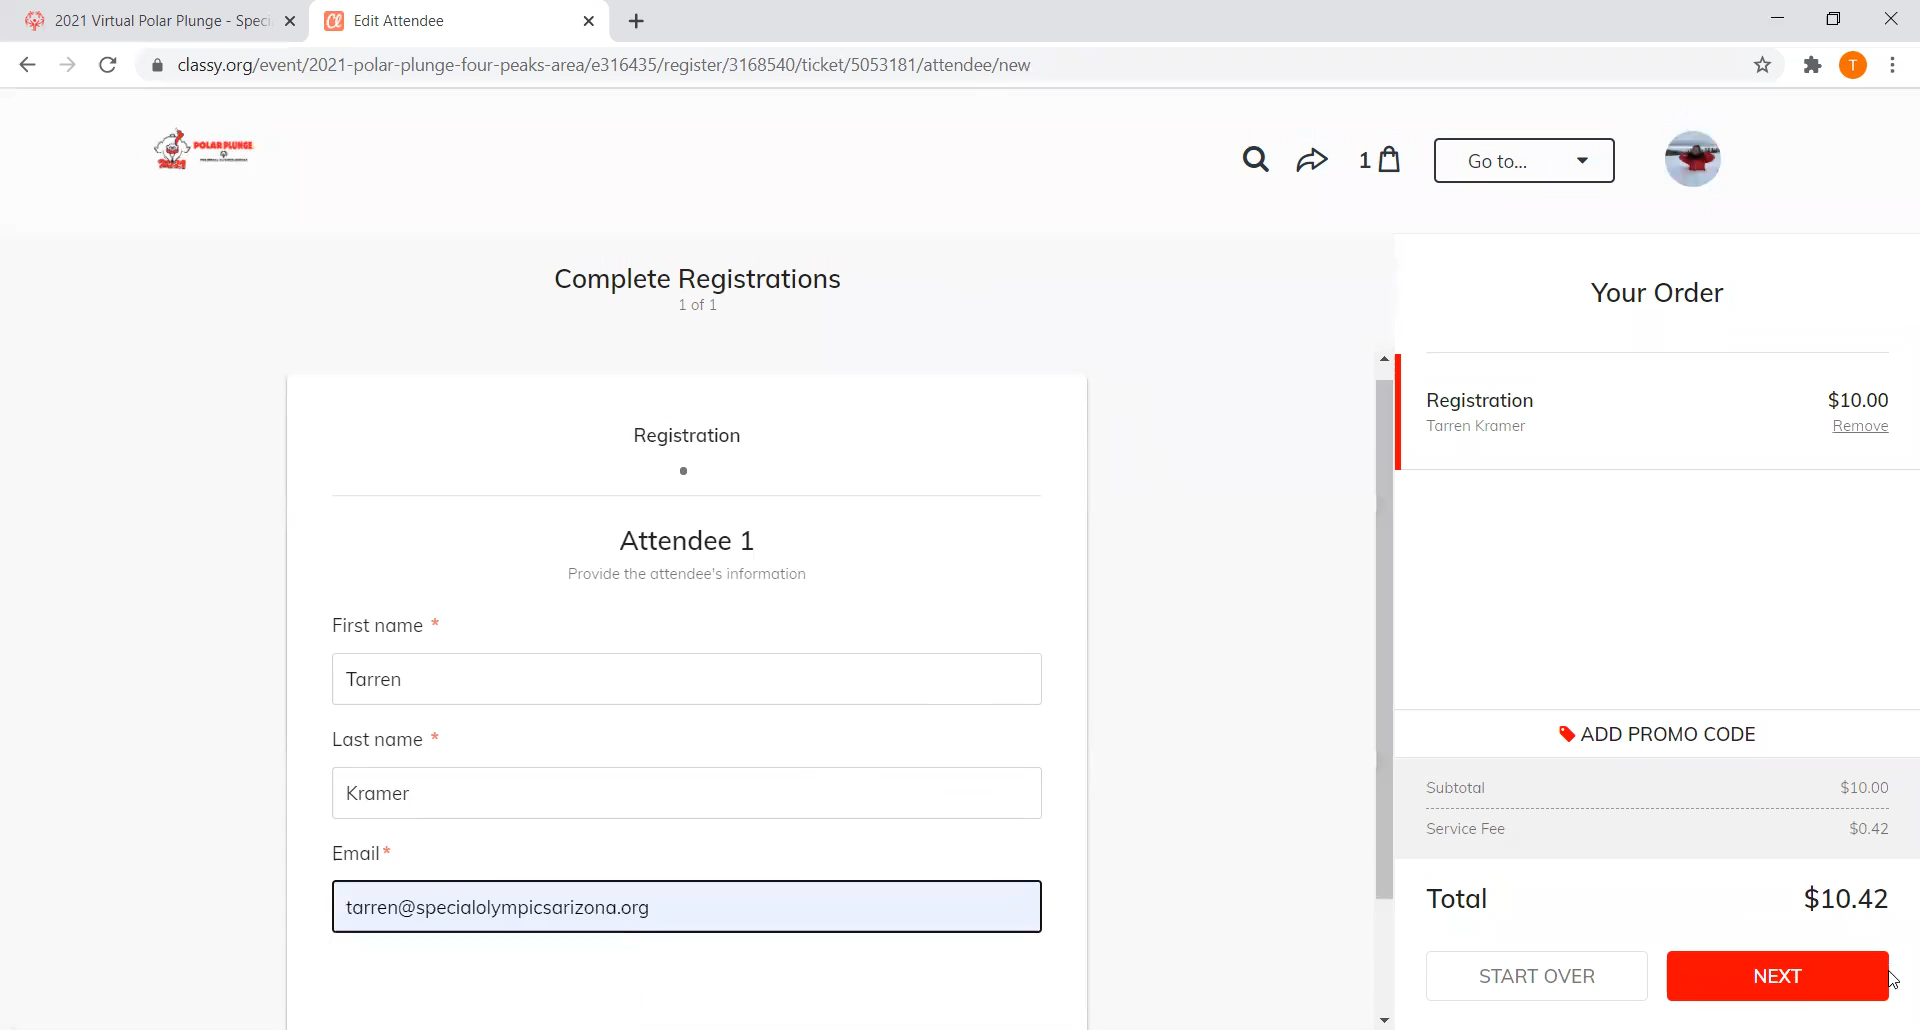 2021 Virtual Polar Plunge - Speci
Edit Attendee
classy.org/event/2021-polar-plunge-four-peaks-area/e316435/register/3168540/ticket/5053181/attendee/new
T
POLAR PLUNGE
2021
1
Go to...
Complete Registrations
1 of 1
Registration
Attendee 1
Provide the attendee's information
First name *
Tarren
Last name *
Kramer
Email*
tarren@specialolympicsarizona.org
Your Order
Registration $10.00
Tarren Kramer Remove
ADD PROMO CODE
Subtotal $10.00
Service Fee $0.42
Total $10.42
START OVER NEXT